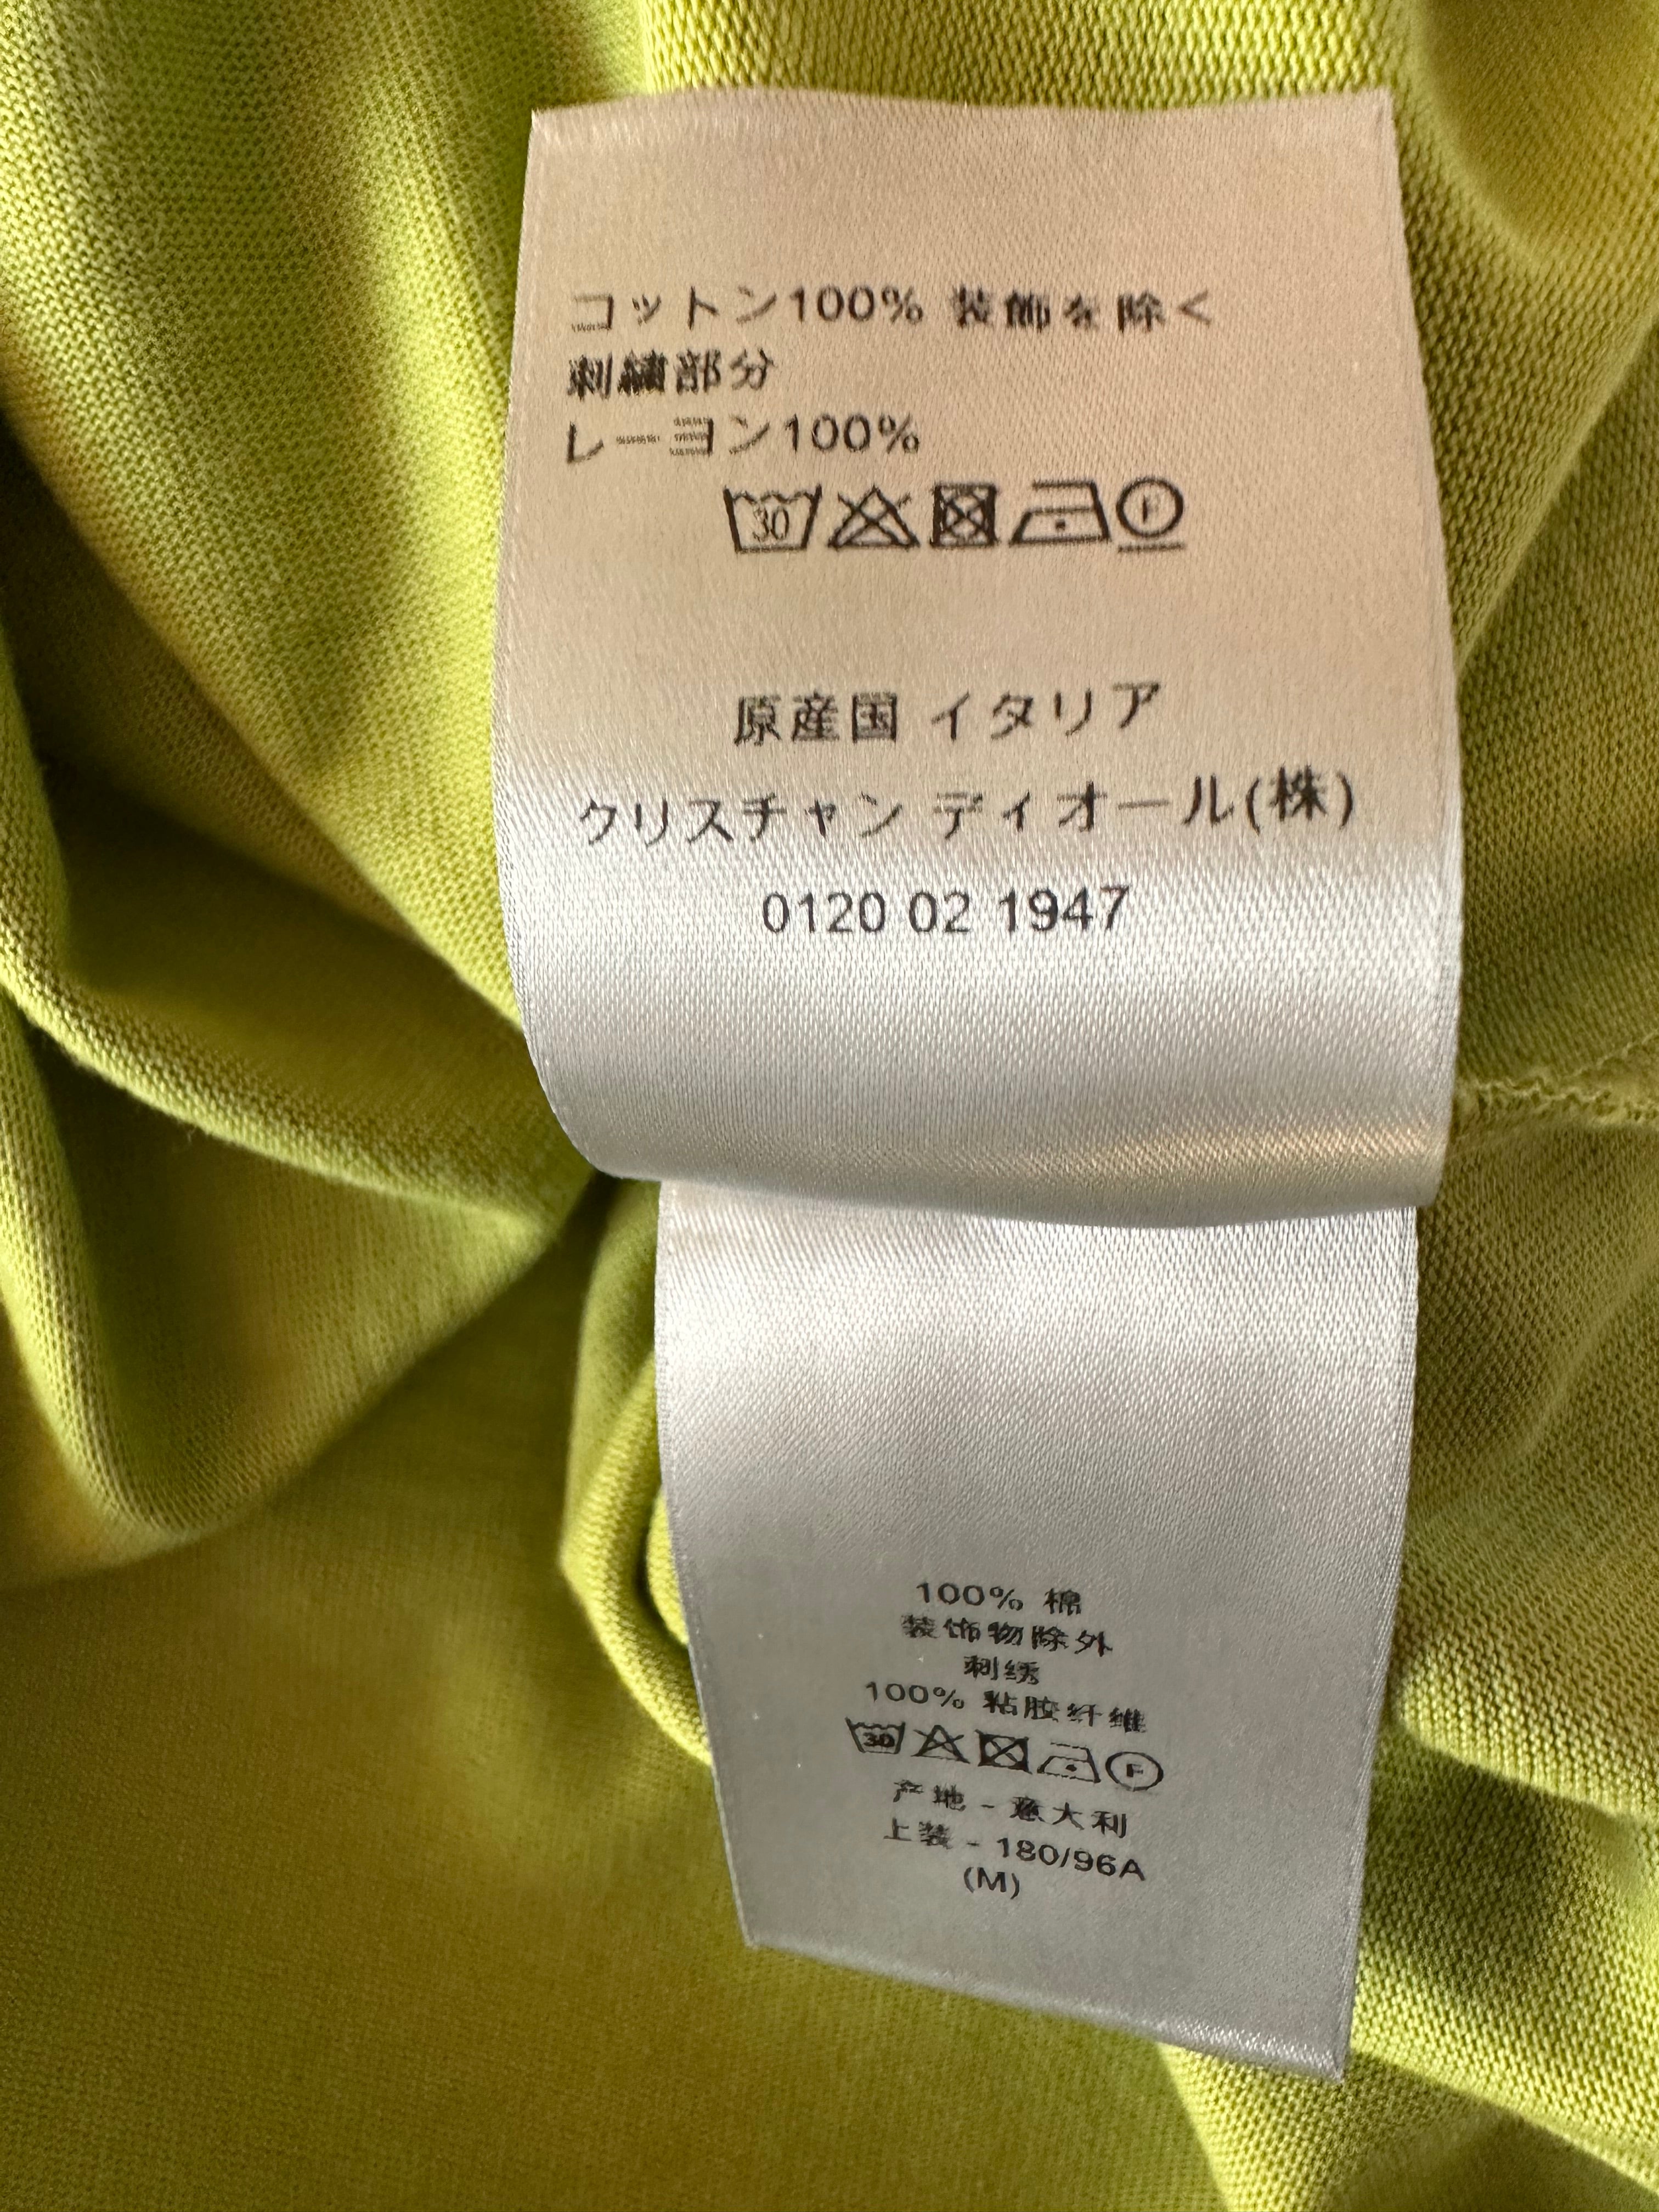 コットン100% 装飾を除く
刺繍部分
レーヨン100%
30
F
原産国 イタリア
クリスチャン ディオール(株)
0120 02 1947
100% 棉
装饰物除外
刺绣
100% 粘胶纤维
30
F
产地 - 意大利
上装 - 180/96A
(M)